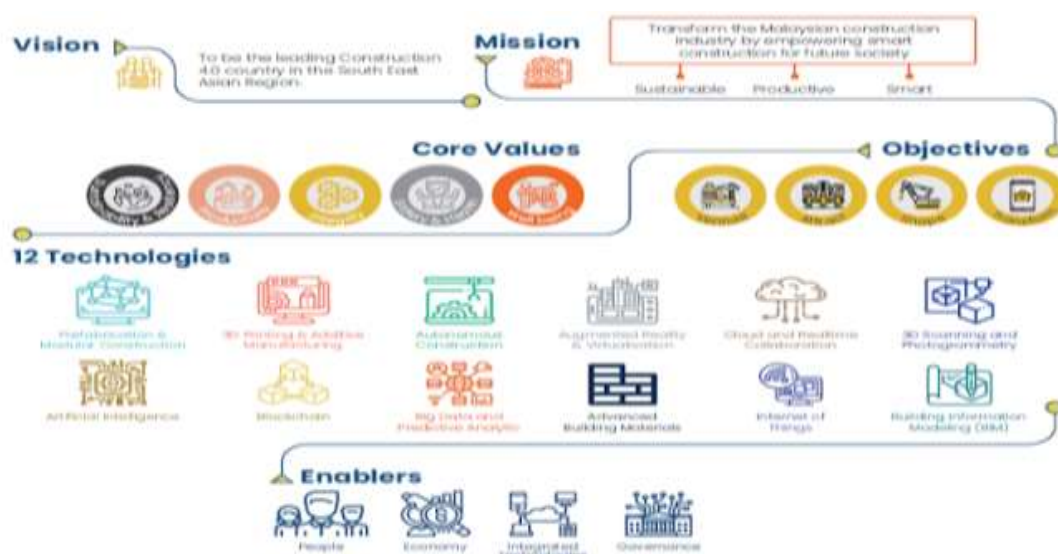 Vision
To be the leading Construction
4.0 country in the South East
Asian Region.
Mission
Transform the Malaysian construction
industry by empowering smart
construction for future society
Sustainable
Productive
Smart
Core Values
Objectives
12 Technologies
Prefabrication &
Modular Construction
3D Printing & Additive
Manufacturing
Autonomous
Construction
Augmented Reality
& Virtualisation
Cloud and Realtime
Collaboration
3D Scanning and
Photogrammetry
Artificial Intelligence
Blockchain
Big Data and
Predictive Analytic
Advanced
Building Materials
Internet of
Things
Building Information
Modeling (BIM)
Enablers
People
Economy
Integrated
Governance